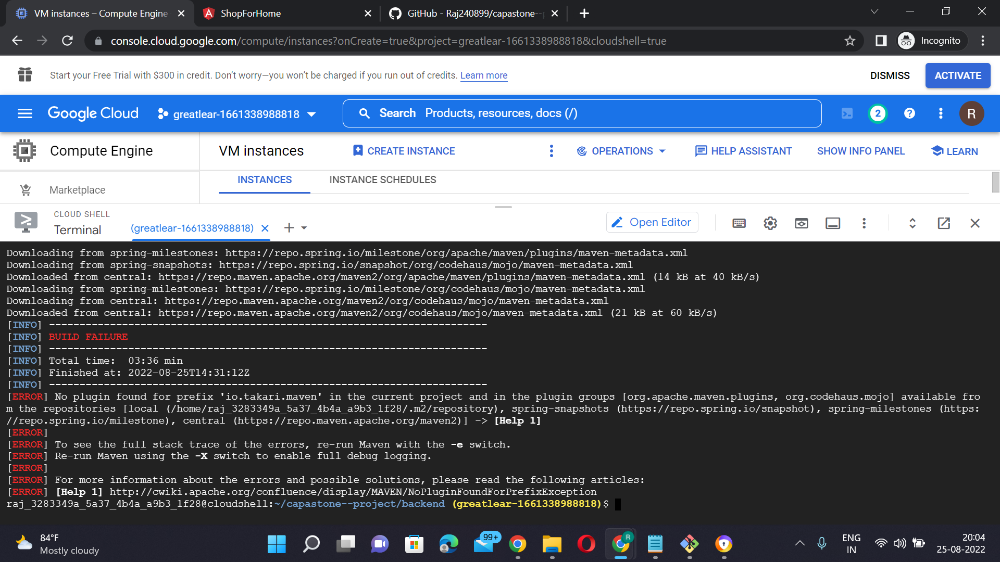 VM instances – Compute Engine
ShopForHome
GitHub - Raj240899/capastone--
console.cloud.google.com/compute/instances?onCreate=true&project=greatlear-1661338988818&cloudshell=true
Incognito
Start your Free Trial with $300 in credit. Don't worry—you won't be charged if you run out of credits. Learn more
DISMISS
ACTIVATE
Google Cloud
greatlear-1661338988818
Search Products, resources, docs (/)
2
R
Compute Engine
VM instances
CREATE INSTANCE
OPERATIONS
HELP ASSISTANT
SHOW INFO PANEL
LEARN
Marketplace
INSTANCES
INSTANCE SCHEDULES
CLOUD SHELL
Terminal
(greatlear-1661338988818)
Open Editor
Downloading from spring-milestones: https://repo.spring.io/milestone/org/apache/maven/plugins/maven-metadata.xml
Downloading from spring-snapshots: https://repo.spring.io/snapshot/org/codehaus/mojo/maven-metadata.xml
Downloaded from central: https://repo.maven.apache.org/maven2/org/apache/maven/plugins/maven-metadata.xml (14 kB at 40 kB/s)
Downloading from spring-milestones: https://repo.spring.io/milestone/org/codehaus/mojo/maven-metadata.xml
Downloading from central: https://repo.maven.apache.org/maven2/org/codehaus/mojo/maven-metadata.xml
Downloaded from central: https://repo.maven.apache.org/maven2/org/codehaus/mojo/maven-metadata.xml (21 kB at 60 kB/s)
[INFO] ------------------------------------------------------------------------
[INFO] BUILD FAILURE
[INFO] ------------------------------------------------------------------------
[INFO] Total time:  03:36 min
[INFO] Finished at: 2022-08-25T14:31:12Z
[INFO] ------------------------------------------------------------------------
[ERROR] No plugin found for prefix 'io.takari.maven' in the current project and in the plugin groups [org.apache.maven.plugins, org.codehaus.mojo] available fro
m the repositories [local (/home/raj_3283349a_5a37_4b4a_a9b3_1f28/.m2/repository), spring-snapshots (https://repo.spring.io/snapshot), spring-milestones (https:
//repo.spring.io/milestone), central (https://repo.maven.apache.org/maven2)] -> [Help 1]
[ERROR]
[ERROR] To see the full stack trace of the errors, re-run Maven with the -e switch.
[ERROR] Re-run Maven using the -X switch to enable full debug logging.
[ERROR]
[ERROR] For more information about the errors and possible solutions, please read the following articles:
[ERROR] [Help 1] http://cwiki.apache.org/confluence/display/MAVEN/NoPluginFoundForPrefixException
raj_3283349a_5a37_4b4a_a9b3_1f28@cloudshell:~/capastone--project/backend (greatlear-1661338988818)$
84°F
Mostly cloudy
99+
R
ENG
IN
20:04
25-08-2022